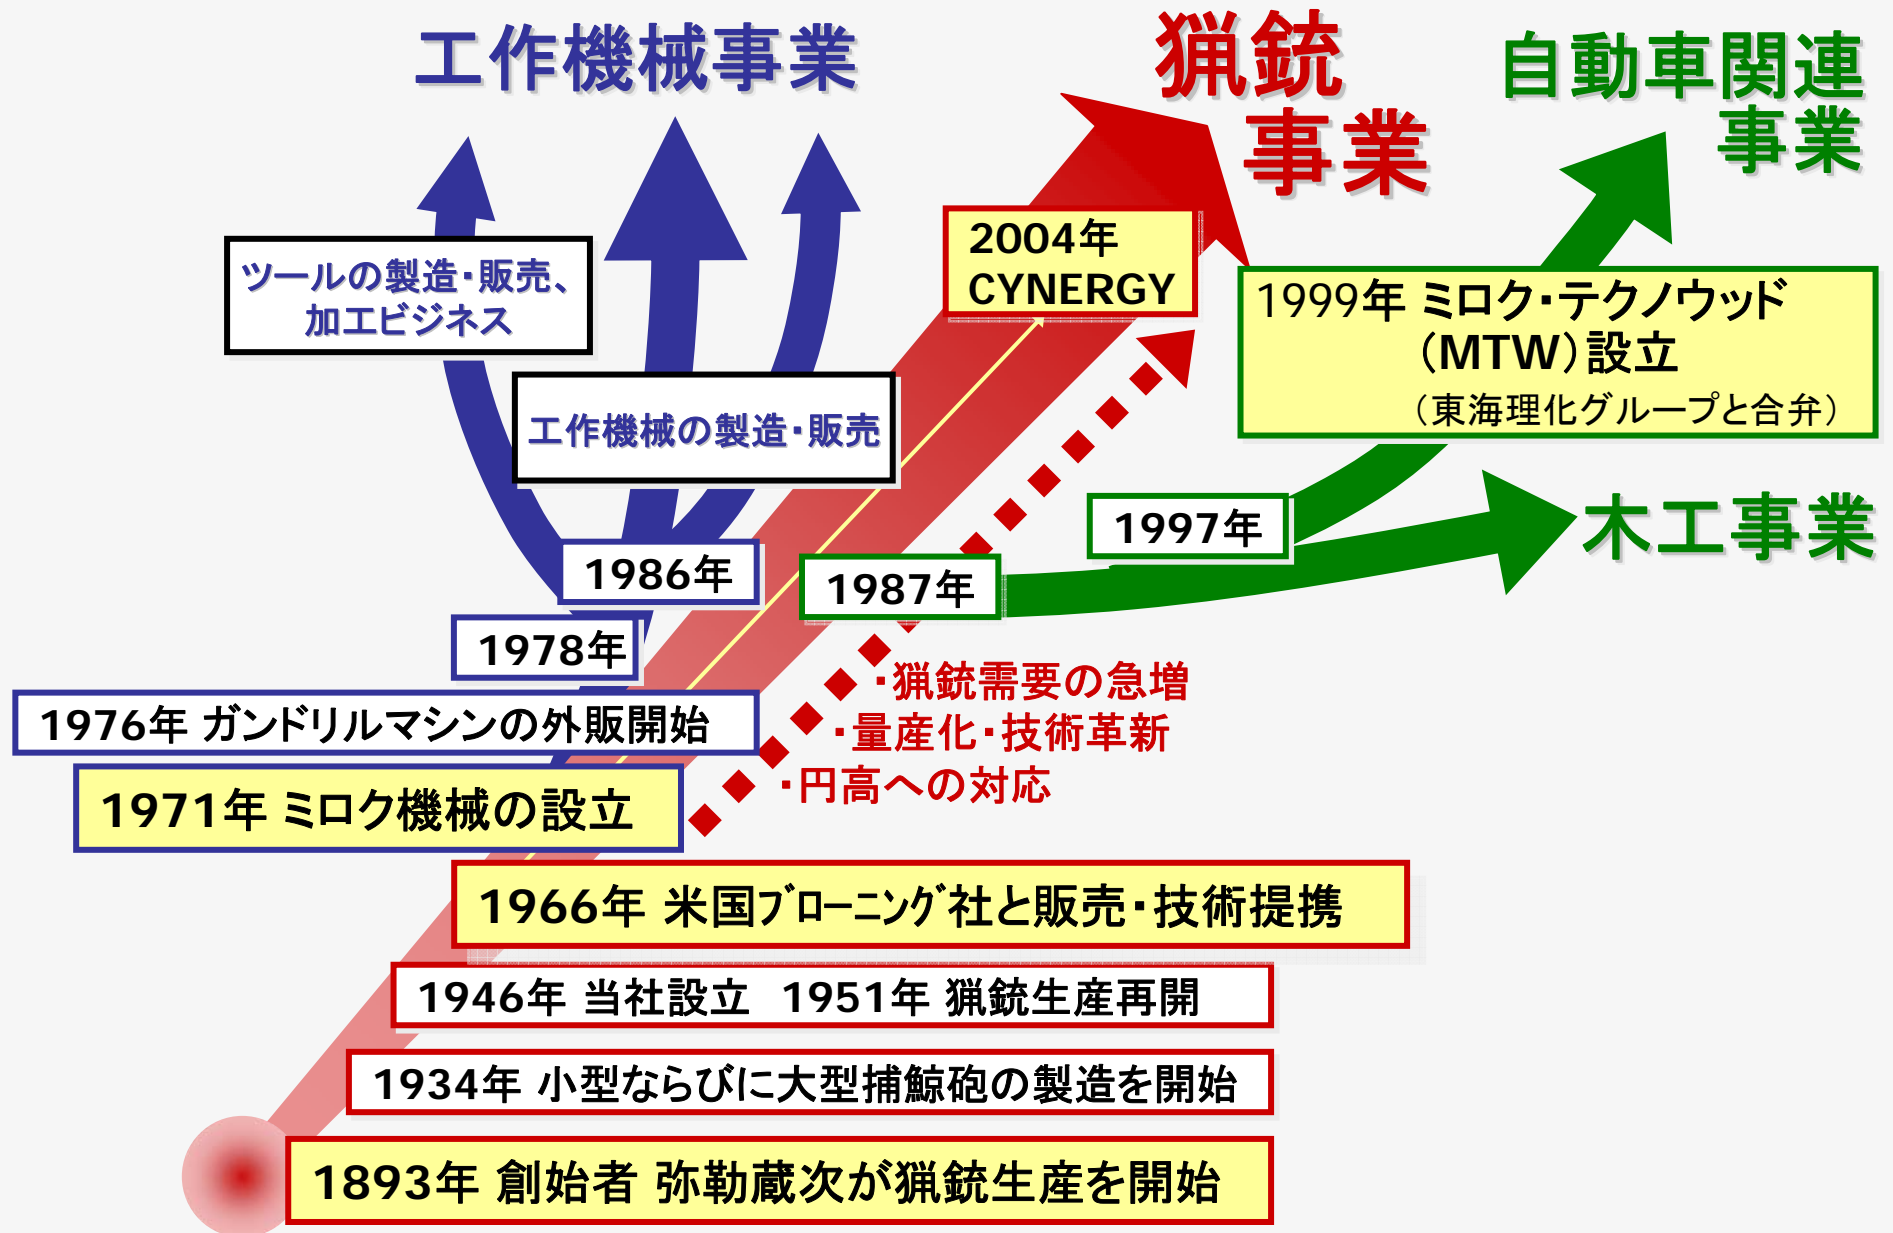 工作機械事業
猟銃
事業
自動車関連
事業
2004年
CYNERGY
ツールの製造・販売、
加工ビジネス
1999年 ミロク・テクノウッド
（MTW）設立
（東海理化グループと合弁）
工作機械の製造・販売
1997年
木工事業
1986年
1987年
1978年
・猟銃需要の急増
・量産化・技術革新
・円高への対応
1976年 ガンドリルマシンの外販開始
1971年 ミロク機械の設立
1966年 米国ブローニング社と販売・技術提携
1946年 当社設立　1951年 猟銃生産再開
1934年 小型ならびに大型捕鯨砲の製造を開始
1893年 創始者 弥勒蔵次が猟銃生産を開始